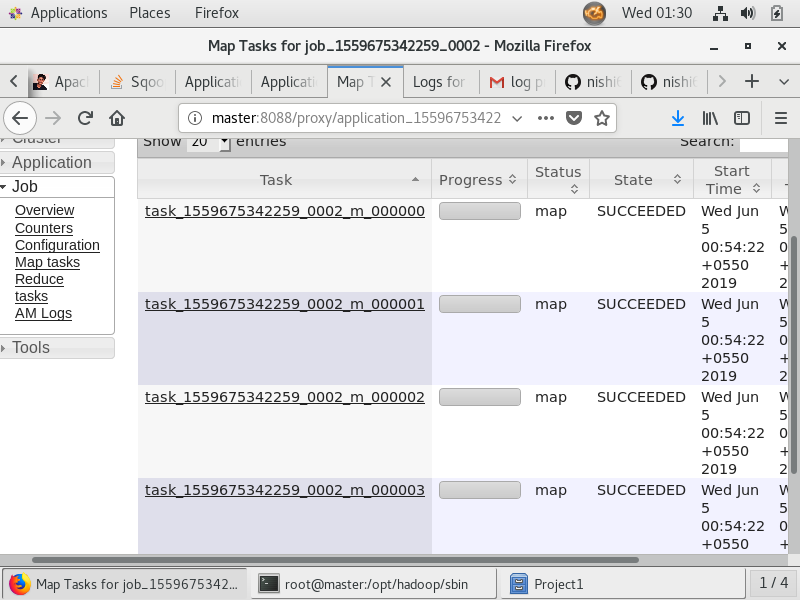 Applications Places Firefox Wed 01:30
Map Tasks for job_1559675342259_0002 - Mozilla Firefox
Apac Sqoo Applicati Applicati Map T Logs for log p nishi nishi
master:8088/proxy/application_15596753422
Cluster
Application
Job
Overview
Counters
Configuration
Map tasks
Reduce
tasks
AM Logs
Tools
Show 20 entries Search:
Task Progress Status State Start
Time
task_1559675342259_0002_m_000000 map SUCCEEDED Wed Jun
5
00:54:22
+0550
2019
task_1559675342259_0002_m_000001 map SUCCEEDED Wed Jun
5
00:54:22
+0550
2019
task_1559675342259_0002_m_000002 map SUCCEEDED Wed Jun
5
00:54:22
+0550
2019
task_1559675342259_0002_m_000003 map SUCCEEDED Wed Jun
5
00:54:22
+0550
Map Tasks for job_1559675342... root@master:/opt/hadoop/sbin Project1 1 / 4